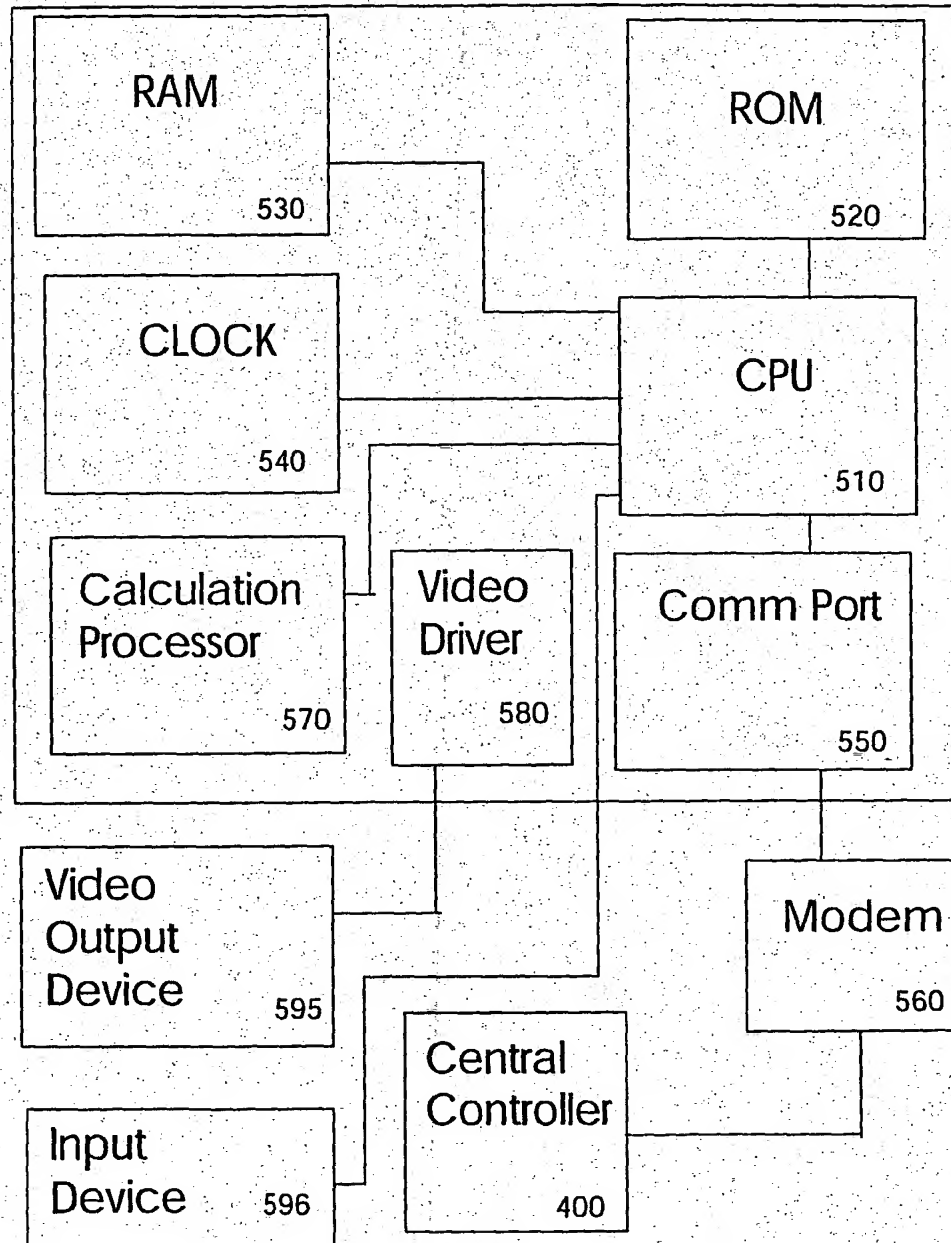 RAM
530
ROM
520
CLOCK
540
CPU
510
Calculation
Processor
570
Video
Driver
580
Comm Port
550
Video
Output
Device
595
Modem
560
Central
Controller
400
Input
Device
596